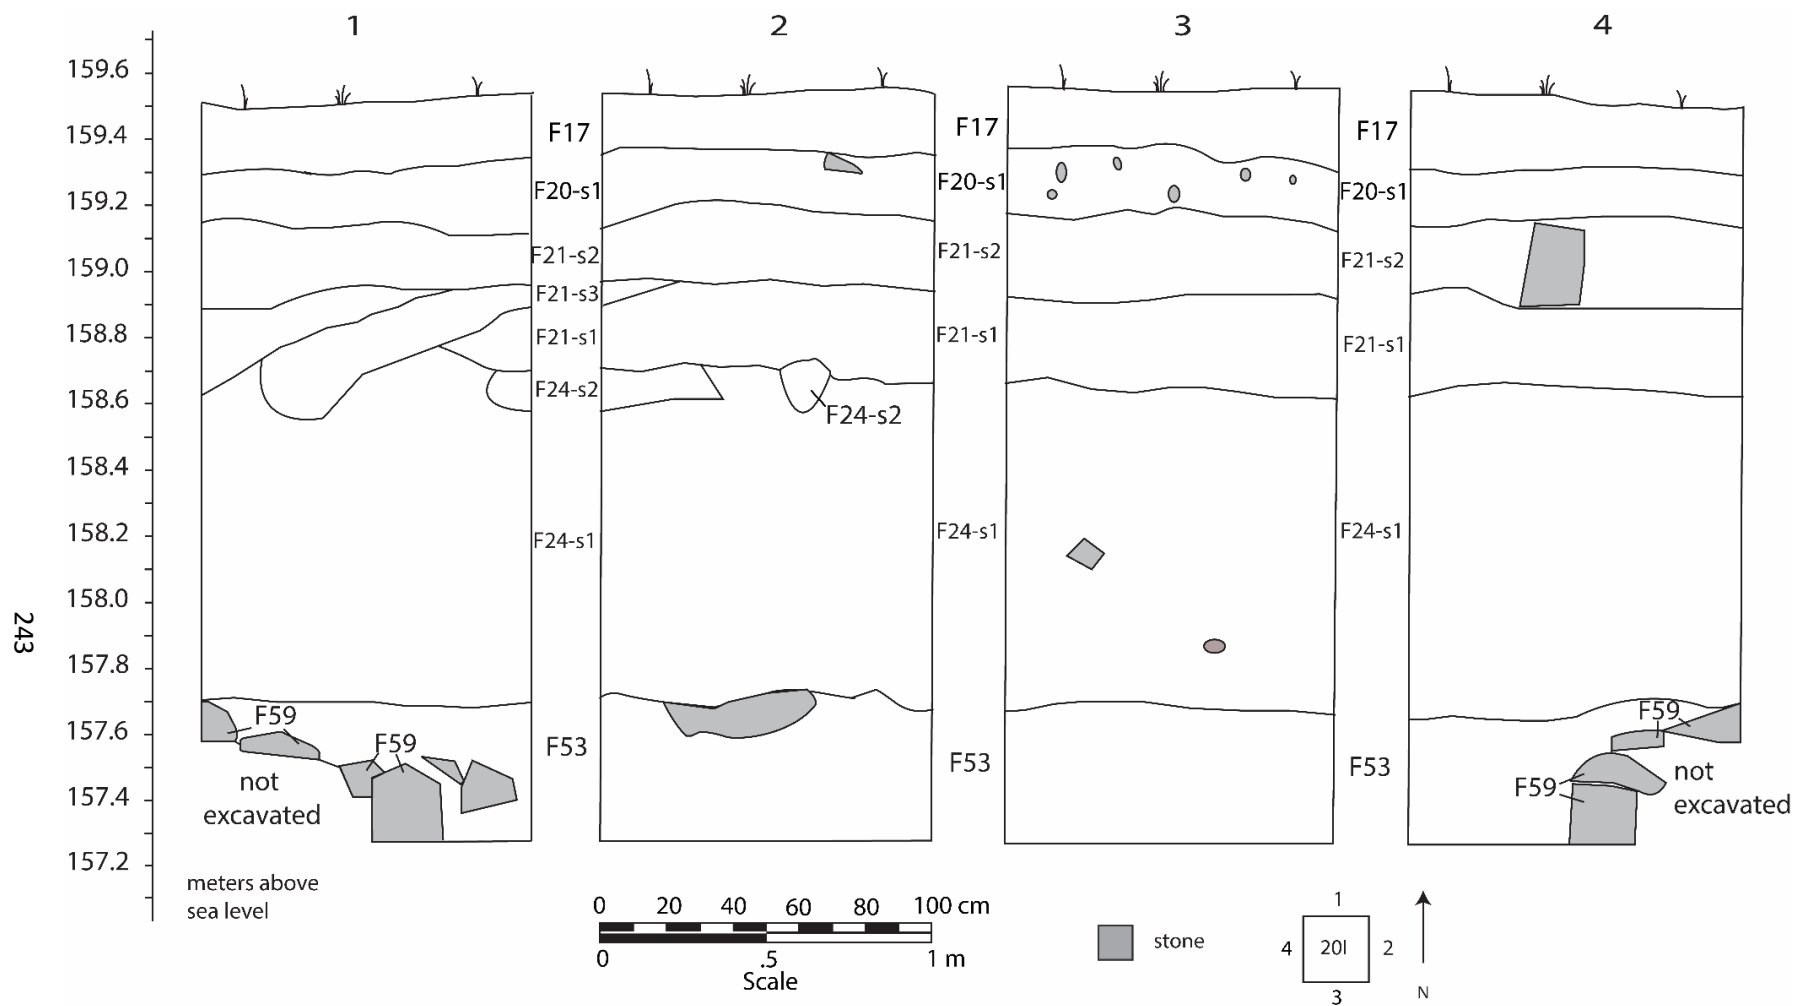 1 2 3 4
159.6
159.4
159.2
159.0
158.8
158.6
158.4
158.2
158.0
157.8
157.6
157.4
157.2
meters above
sea level
F17
F20-s1
F21-s2
F21-s3
F21-s1
F24-s2
F24-s1
F53
F59
F59
not
excavated
F24-s2
F17
F20-s1
F21-s2
F21-s1
F24-s1
F53
F17
F20-s1
F21-s2
F21-s1
F24-s1
F53
F59
F59
not
excavated
0 20 40 60 80 100 cm
0 .5 1 m
Scale
stone
1
4 20I 2
3
N
243